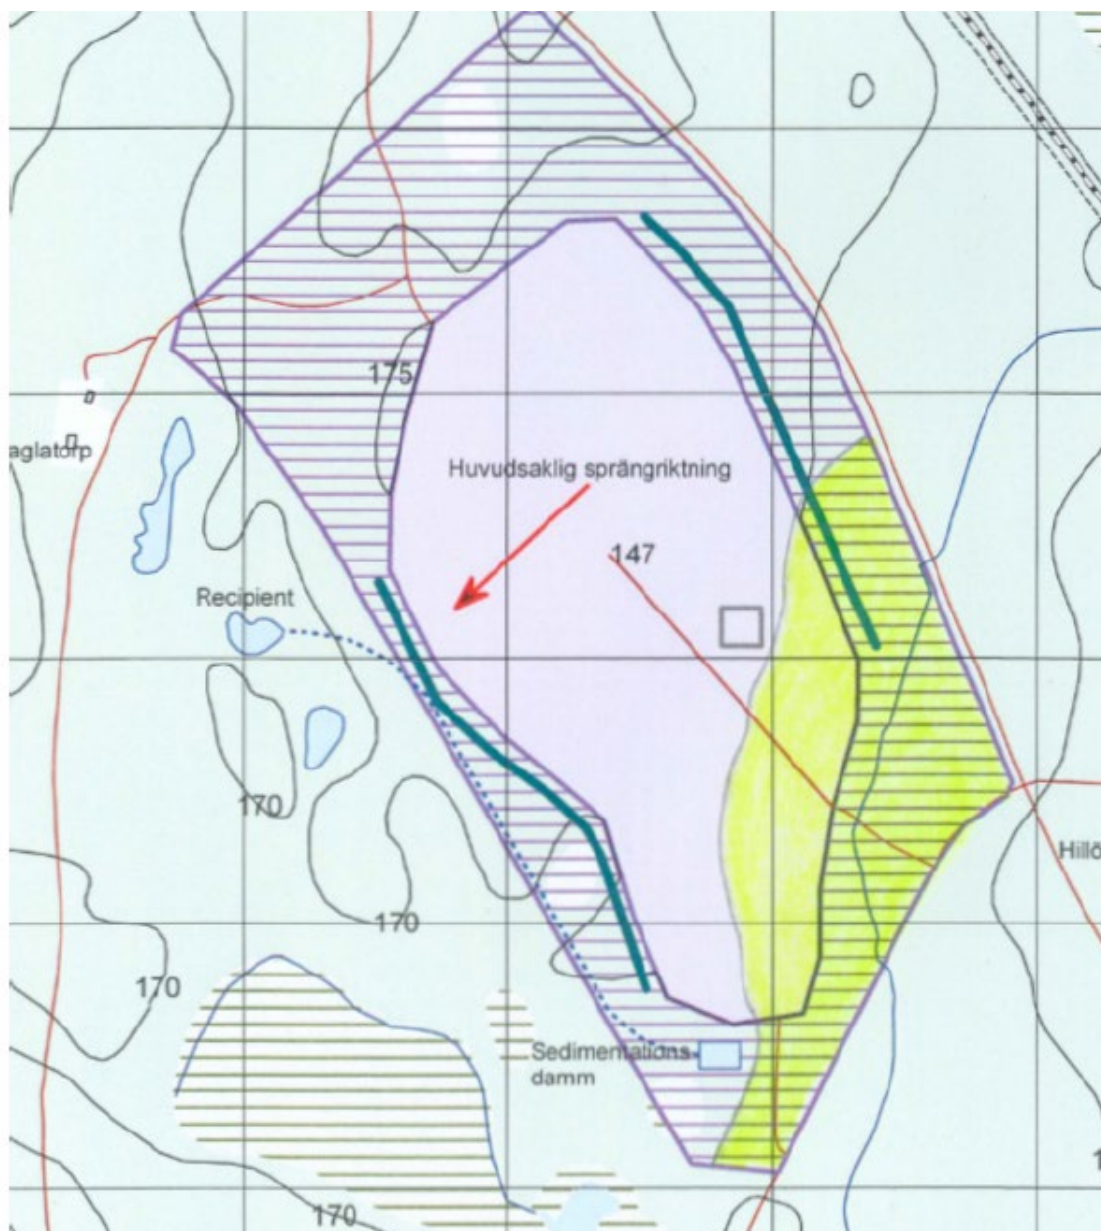 175
aglatorp
Huvudsaklig sprängriktning
147
Recipient
170
Hillö
170
170
Sedimentations-
damm
170